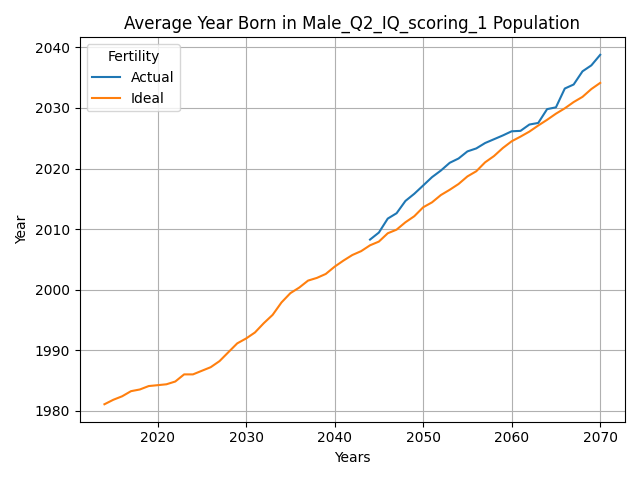 Average Year Born in Male_Q2_IQ_scoring_1 Population
Fertility
Actual
Ideal
Year
2040
2030
2020
2010
2000
1990
1980
2020
2030
2040
2050
2060
2070
Years